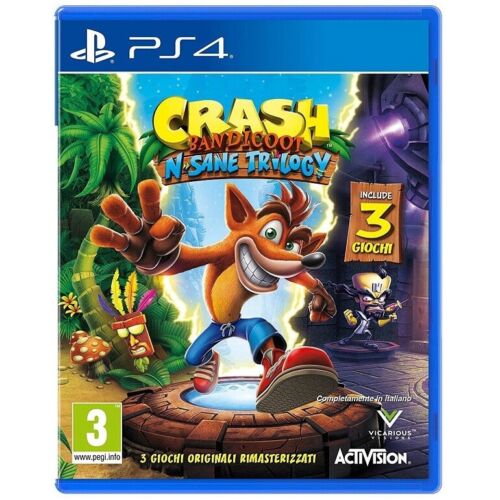 PS4
CRASH
BANDICOOT
N. SANE TRILOGY
INCLUDE
3
GIOCHI
Completamente in Italiano
3
www.pegi.info
3 GIOCHI ORIGINALI RIMASTERIZZATI
VICARIOUS
VISIONS
ACTIVISION.